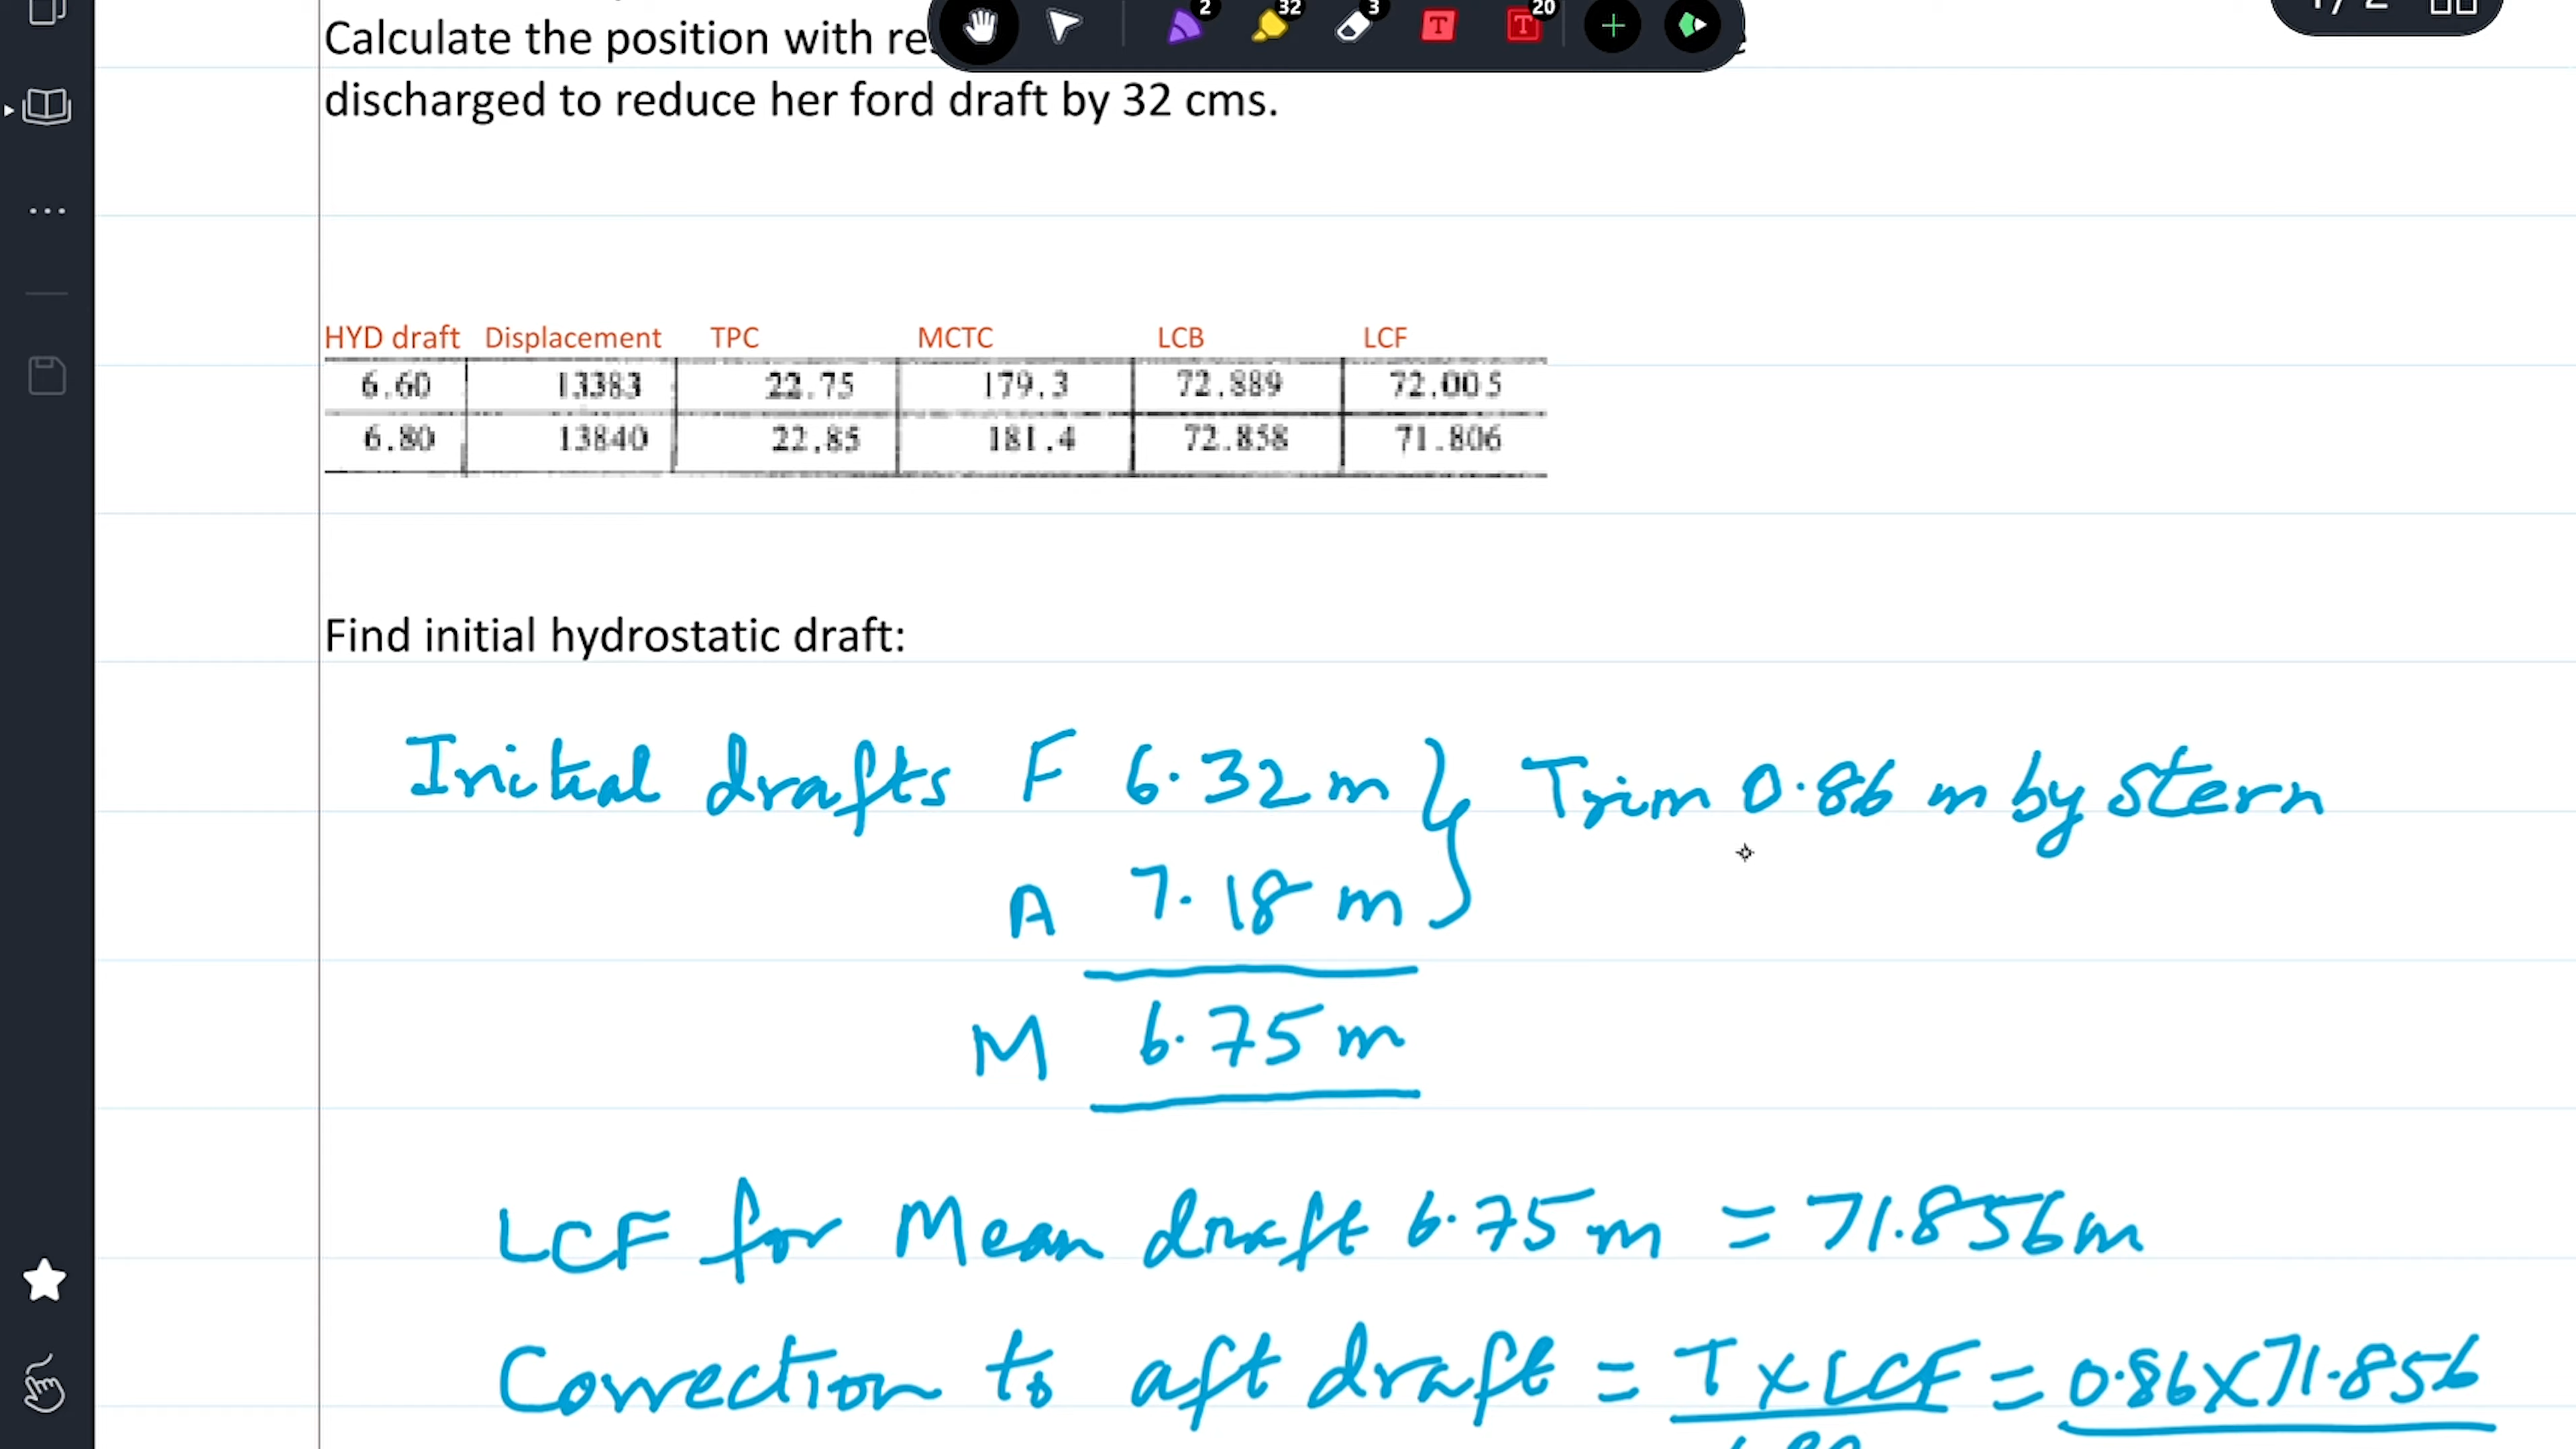 Calculate the position with re
discharged to reduce her ford draft by 32 cms.
2 32 3 20
HYD draft Displacement TPC MCTC LCB LCF
6.60 13383 22.75 179.3 72.889 72.005
6.80 13840 22.85 181.4 72.858 71.806
Find initial hydrostatic draft:
Initial drafts F 6.32 m } Trim 0.86 m by stern
A 7.18 m
M 6.75 m
LCF for Mean draft 6.75 m = 71.856 m
Correction to aft draft = T x LCF = 0.86 x 71.856